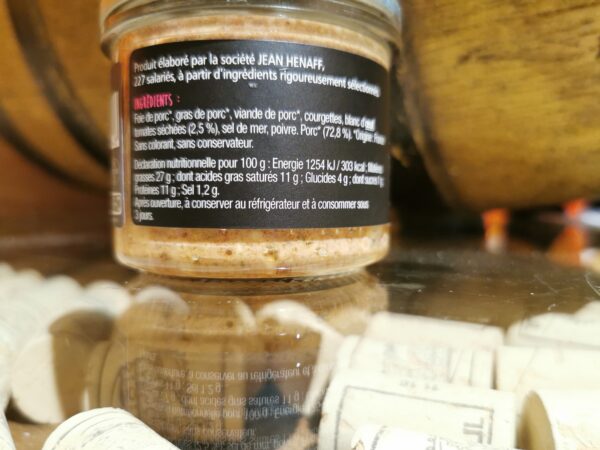 Produit élaboré par la société JEAN HENAFF,
227 salariés, à partir d'ingrédients rigoureusement sélectionnés
INGRÉDIENTS :
Foie de porc*, gras de porc*, viande de porc*, courgettes, blanc d'oeuf
tomates séchées (2,5 %), sel de mer, poivre. Porc* (72,8 %). *Origine: France
Sans colorant, sans conservateur.
Déclaration nutritionnelle pour 100 g : Energie 1254 kJ / 303 kcal; Matières
grasses 27 g ; dont acides gras saturés 11 g ; Glucides 4 g ; dont sucres
Protéines 11 g ; Sel 1,2 g.
Après ouverture, à conserver au réfrigérateur et à consommer sous
3 jours.